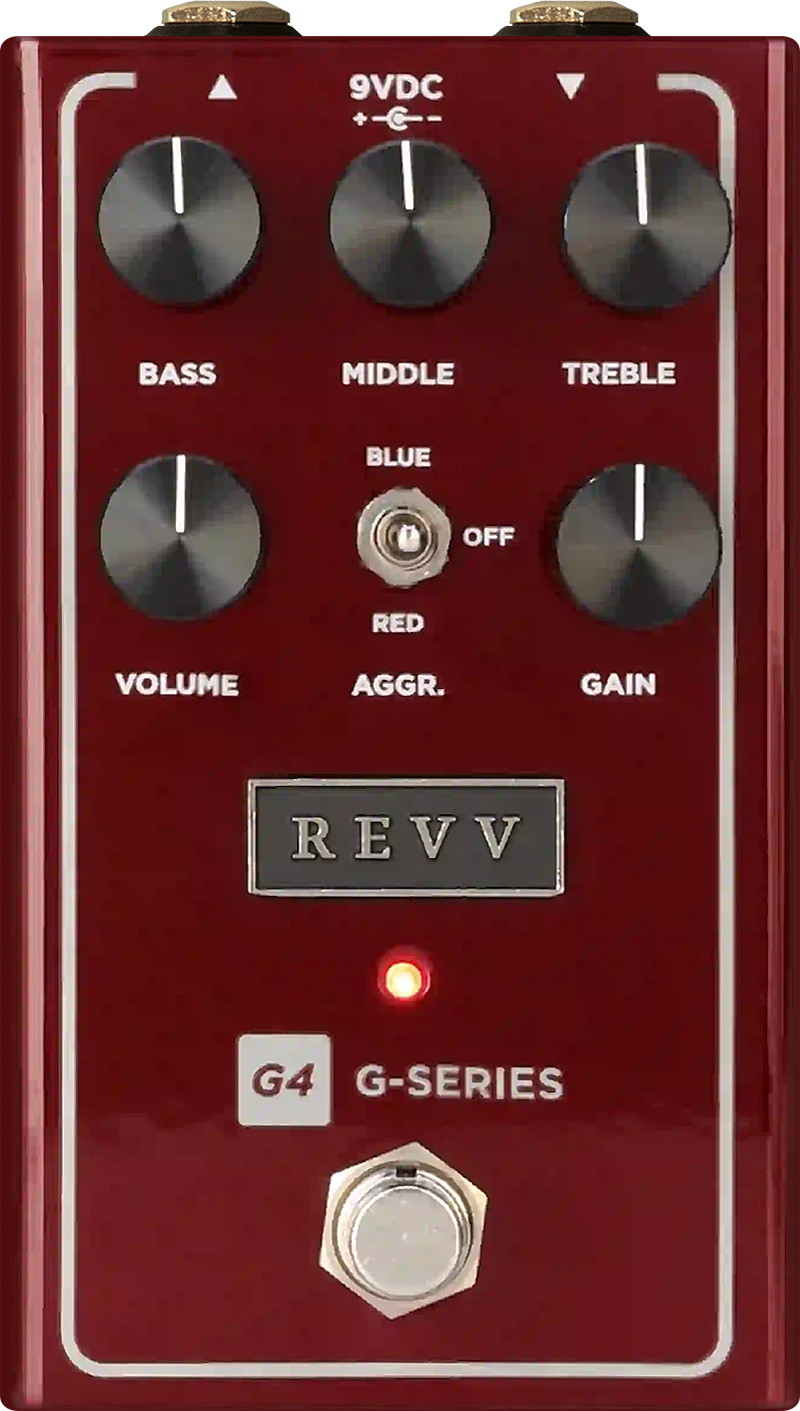 9VDC
BASS MIDDLE TREBLE
BLUE
OFF
RED
VOLUME AGGR. GAIN
REVV
G4 G-SERIES